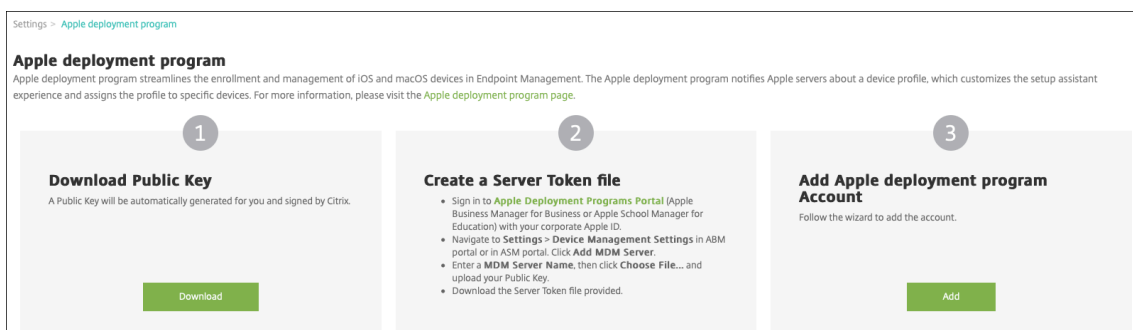 Settings > Apple deployment program
Apple deployment program
Apple deployment program streamlines the enrollment and management of iOS and macOS devices in Endpoint Management. The Apple deployment program notifies Apple servers about a device profile, which customizes the setup assistant
experience and assigns the profile to specific devices. For more information, please visit the Apple deployment program page.
1
Download Public Key
A Public Key will be automatically generated for you and signed by Citrix.
Download
2
Create a Server Token file
• Sign in to Apple Deployment Programs Portal (Apple
Business Manager for Business or Apple School Manager for
Education) with your corporate Apple ID.
• Navigate to Settings > Device Management Settings in ABM
portal or in ASM portal. Click Add MDM Server.
• Enter a MDM Server Name, then click Choose File... and
upload your Public Key.
• Download the Server Token file provided.
3
Add Apple deployment program
Account
Follow the wizard to add the account.
Add